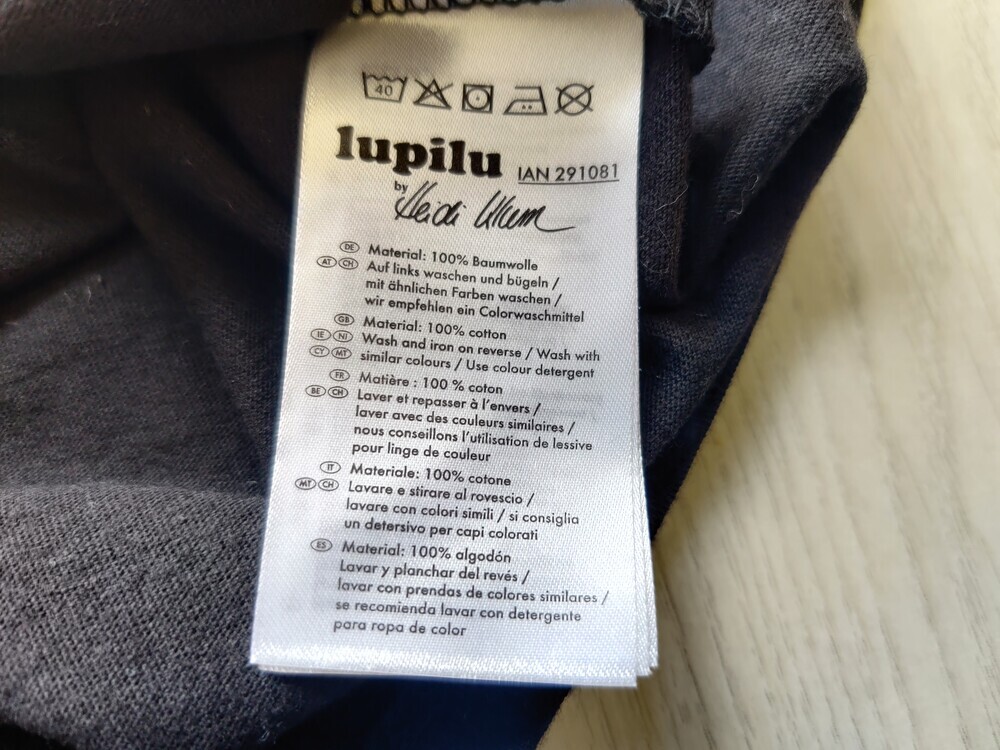 40
lupilu IAN 291081
by Heidi Klum
DE Material: 100% Baumwolle
AT CH Auf links waschen und bügeln /
mit ähnlichen Farben waschen /
wir empfehlen ein Colorwaschmittel
GB Material: 100% cotton
IE NI Wash and iron on reverse / Wash with
CY MT similar colours / Use colour detergent
FR Matière : 100 % coton
BE CH Laver et repasser à l'envers /
laver avec des couleurs similaires /
nous conseillons l'utilisation de lessive
pour linge de couleur
IT Materiale: 100% cotone
MT CH Lavare e stirare al rovescio /
lavare con colori simili / si consiglia
un detersivo per capi colorati
ES Material: 100% algodón
Lavar y planchar del revés /
lavar con prendas de colores similares /
se recomienda lavar con detergente
para ropa de color